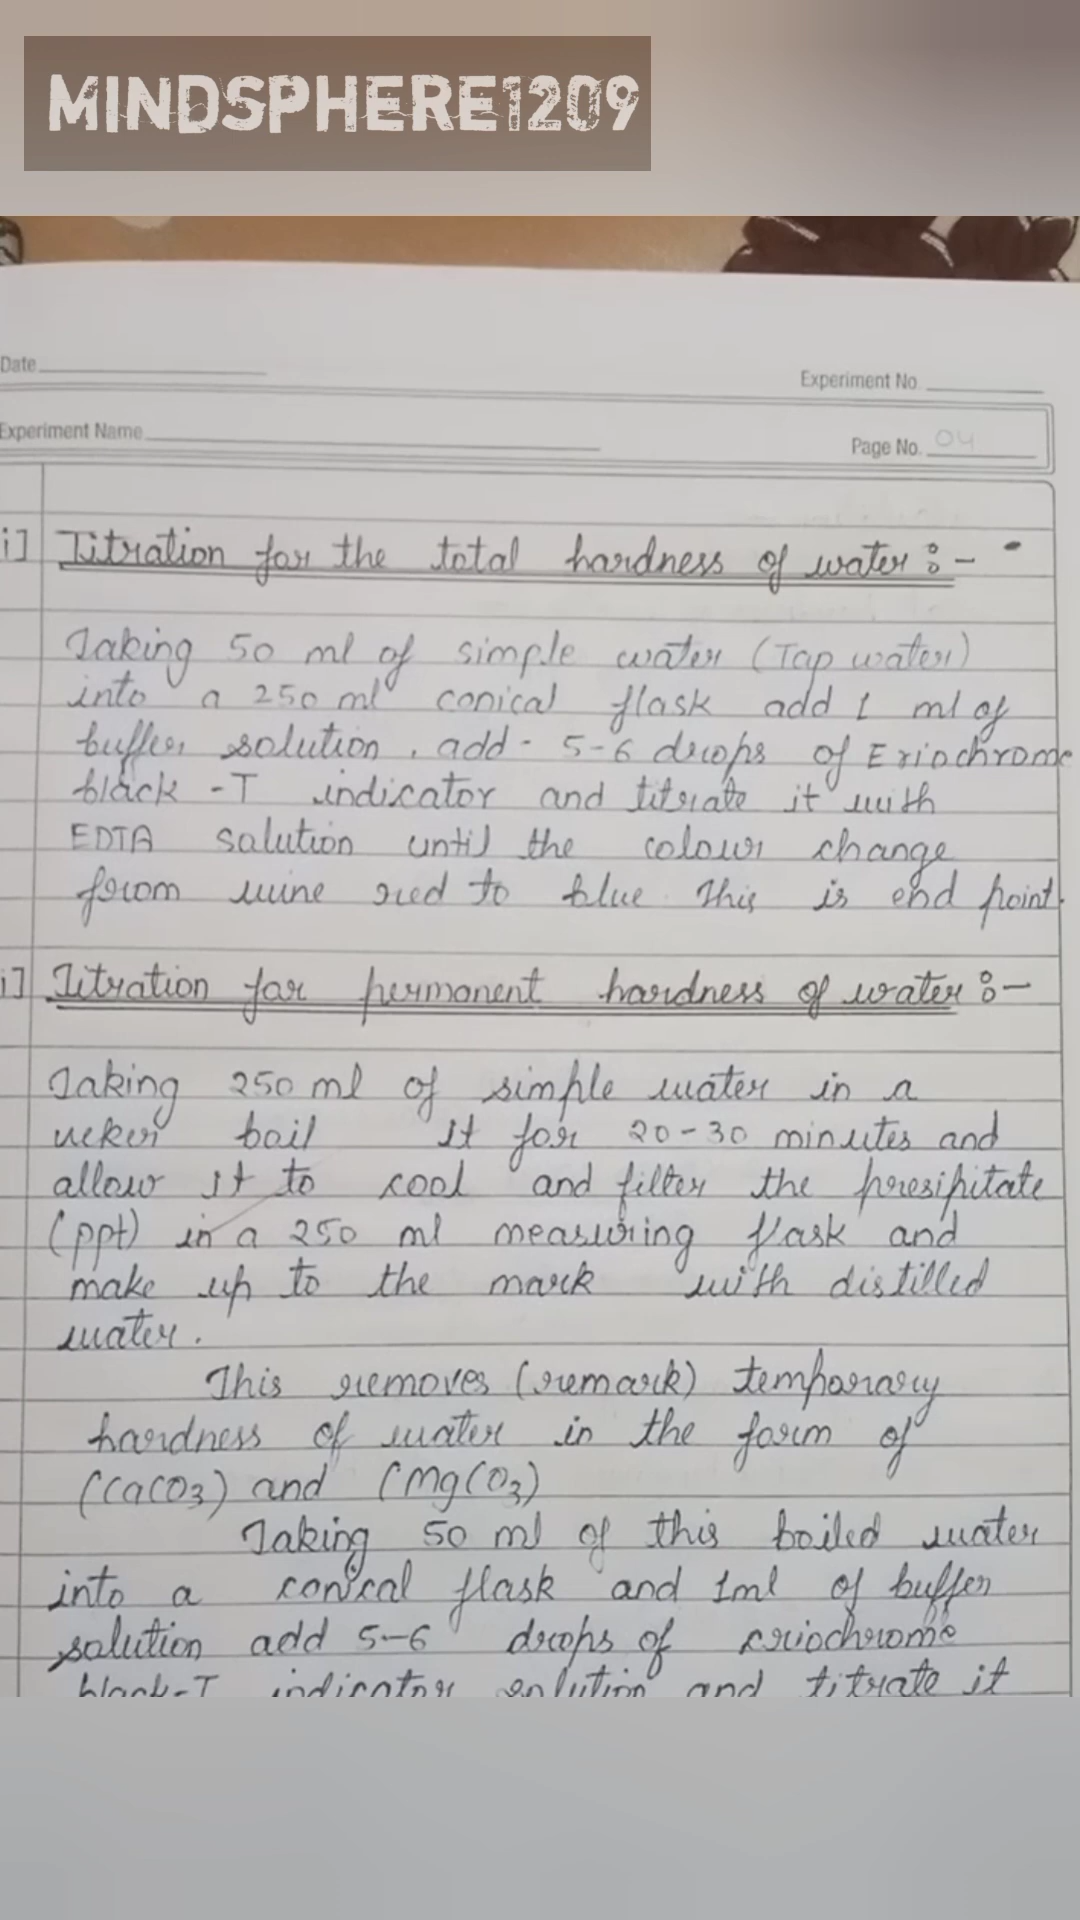 MINDSPHERE1209
Date
Experiment No.
Experiment Name
Page No. 04
i] Titration for the total hardness of water :-
Taking 50 ml of simple water (Tap water)
into a 250 ml conical flask add 1 ml of
buffer solution. add - 5-6 drops of Eriochrome
black -T indicator and titrate it with
EDTA solution until the colour change
from wine red to blue. This is end point.
i] Titration for permanent hardness of water :-
Taking 250 ml of simple water in a
boil it for 20-30 minutes and
allow it to cool and filter the presipitate
(ppt) in a 250 ml measuring flask and
make up to the mark with distilled
water.
This removes (remark) temporary
hardness of water in the form of
(CaCO3) and (MgCO3)
Taking 50 ml of this boiled water
into a conical flask and 1ml of buffer
solution add 5-6 drops of eriochrome
black-T indicator solution and titrate it